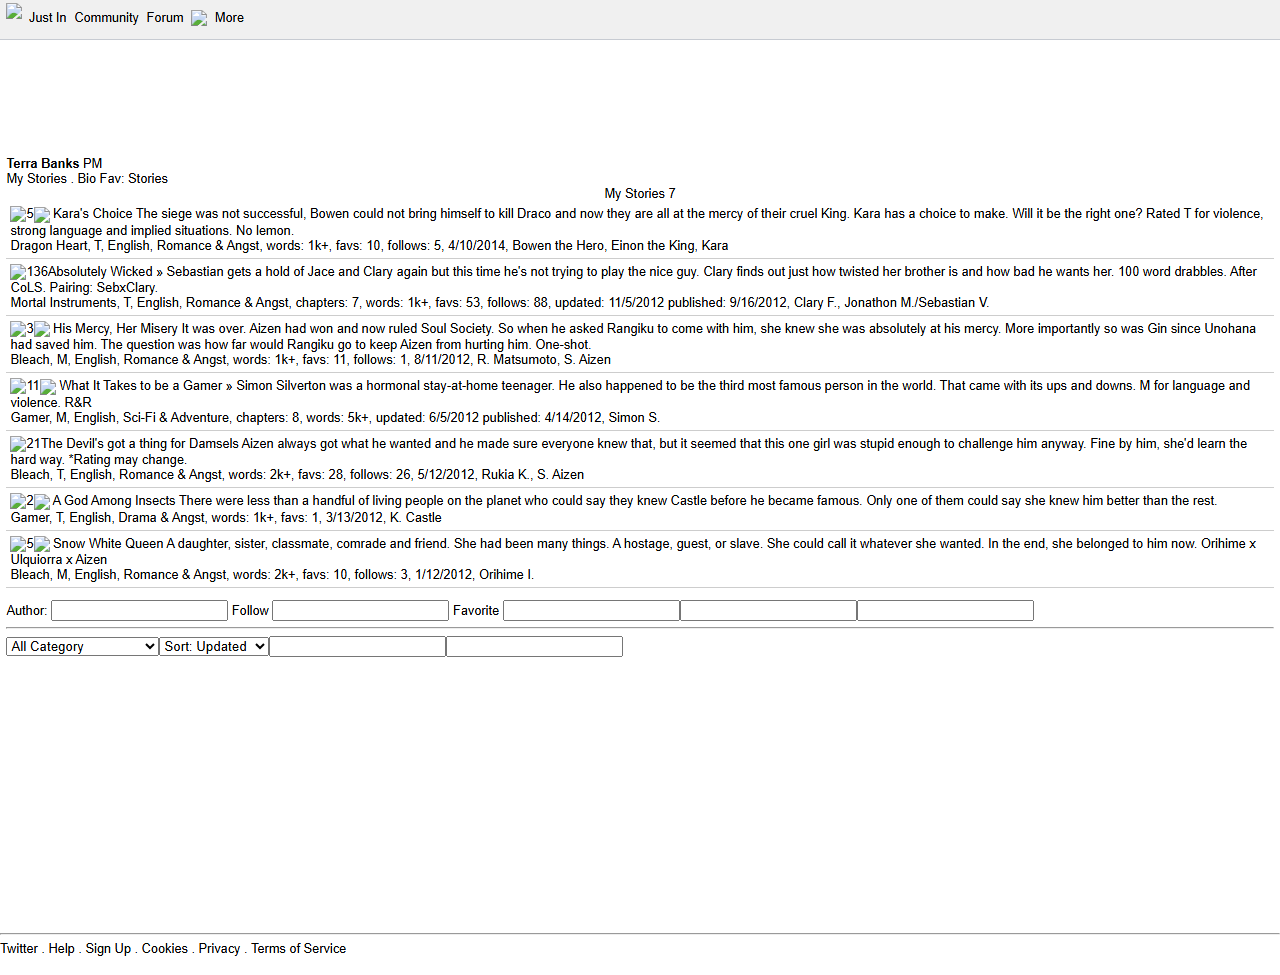 Just In Community Forum More
Terra Banks PM
My Stories . Bio Fav: Stories
My Stories 7
5 Kara's Choice The siege was not successful, Bowen could not bring himself to kill Draco and now they are all at the mercy of their cruel King. Kara has a choice to make. Will it be the right one? Rated T for violence,
strong language and implied situations. No lemon.
Dragon Heart, T, English, Romance & Angst, words: 1k+, favs: 10, follows: 5, 4/10/2014, Bowen the Hero, Einon the King, Kara
136Absolutely Wicked » Sebastian gets a hold of Jace and Clary again but this time he's not trying to play the nice guy. Clary finds out just how twisted her brother is and how bad he wants her. 100 word drabbles. After
CoLS. Pairing: SebxClary.
Mortal Instruments, T, English, Romance & Angst, chapters: 7, words: 1k+, favs: 53, follows: 88, updated: 11/5/2012 published: 9/16/2012, Clary F., Jonathon M./Sebastian V.
3 His Mercy, Her Misery It was over. Aizen had won and now ruled Soul Society. So when he asked Rangiku to come with him, she knew she was absolutely at his mercy. More importantly so was Gin since Unohana
had saved him. The question was how far would Rangiku go to keep Aizen from hurting him. One-shot.
Bleach, M, English, Romance & Angst, words: 1k+, favs: 11, follows: 1, 8/11/2012, R. Matsumoto, S. Aizen
11 What It Takes to be a Gamer » Simon Silverton was a hormonal stay-at-home teenager. He also happened to be the third most famous person in the world. That came with its ups and downs. M for language and
violence. R&R
Gamer, M, English, Sci-Fi & Adventure, chapters: 8, words: 5k+, updated: 6/5/2012 published: 4/14/2012, Simon S.
21The Devil's got a thing for Damsels Aizen always got what he wanted and he made sure everyone knew that, but it seemed that this one girl was stupid enough to challenge him anyway. Fine by him, she'd learn the
hard way. *Rating may change.
Bleach, T, English, Romance & Angst, words: 2k+, favs: 28, follows: 26, 5/12/2012, Rukia K., S. Aizen
2 A God Among Insects There were less than a handful of living people on the planet who could say they knew Castle before he became famous. Only one of them could say she knew him better than the rest.
Gamer, T, English, Drama & Angst, words: 1k+, favs: 1, 3/13/2012, K. Castle
5 Snow White Queen A daughter, sister, classmate, comrade and friend. She had been many things. A hostage, guest, or slave. She could call it whatever she wanted. In the end, she belonged to him now. Orihime x
Ulquiorra x Aizen
Bleach, M, English, Romance & Angst, words: 2k+, favs: 10, follows: 3, 1/12/2012, Orihime I.
Author: Follow Favorite
All Category Sort: Updated
Twitter . Help . Sign Up . Cookies . Privacy . Terms of Service